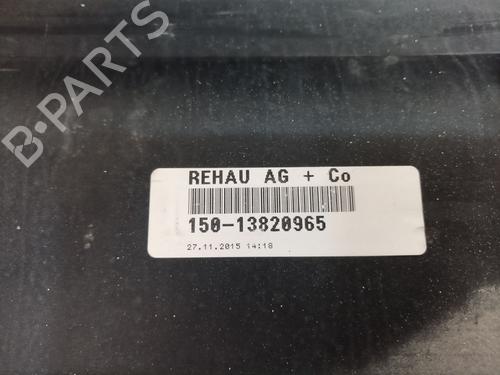 B-PARTS
REHAU AG + Co
150-13820965
27.11.2015 14:18